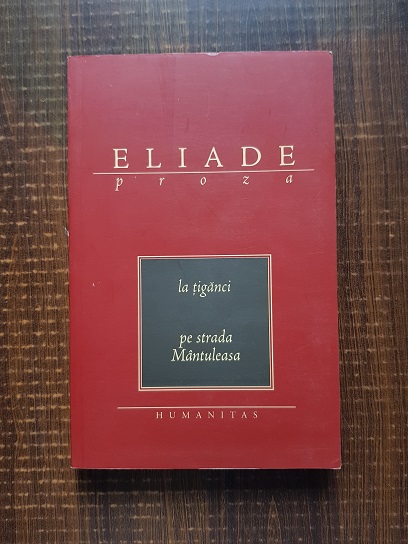 ELIADE
proza
la țigănci
pe strada
Mântuleasa
HUMANITAS